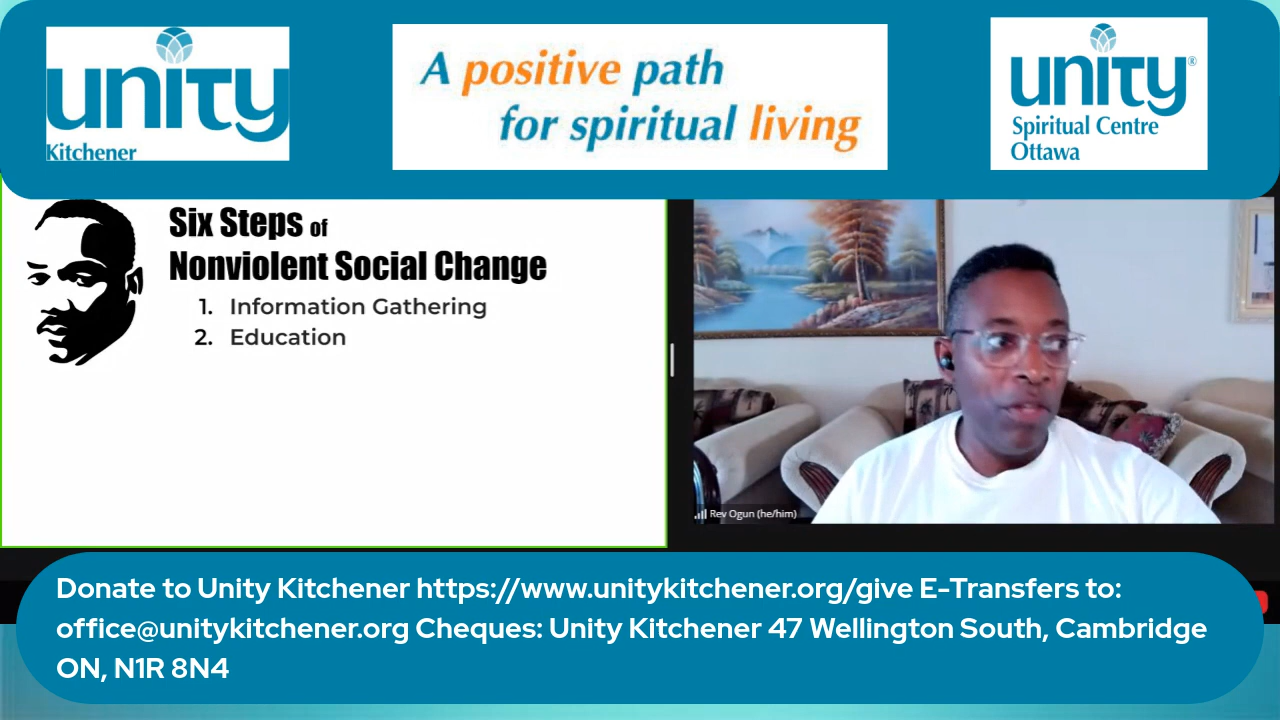 unity
Kitchener
A positive path
for spiritual living
unity®
Spiritual Centre
Ottawa
Six Steps of
Nonviolent Social Change
1. Information Gathering
2. Education
Rev Ogun (he/him)
Donate to Unity Kitchener https://www.unitykitchener.org/give E-Transfers to:
office@unitykitchener.org Cheques: Unity Kitchener 47 Wellington South, Cambridge
ON, N1R 8N4